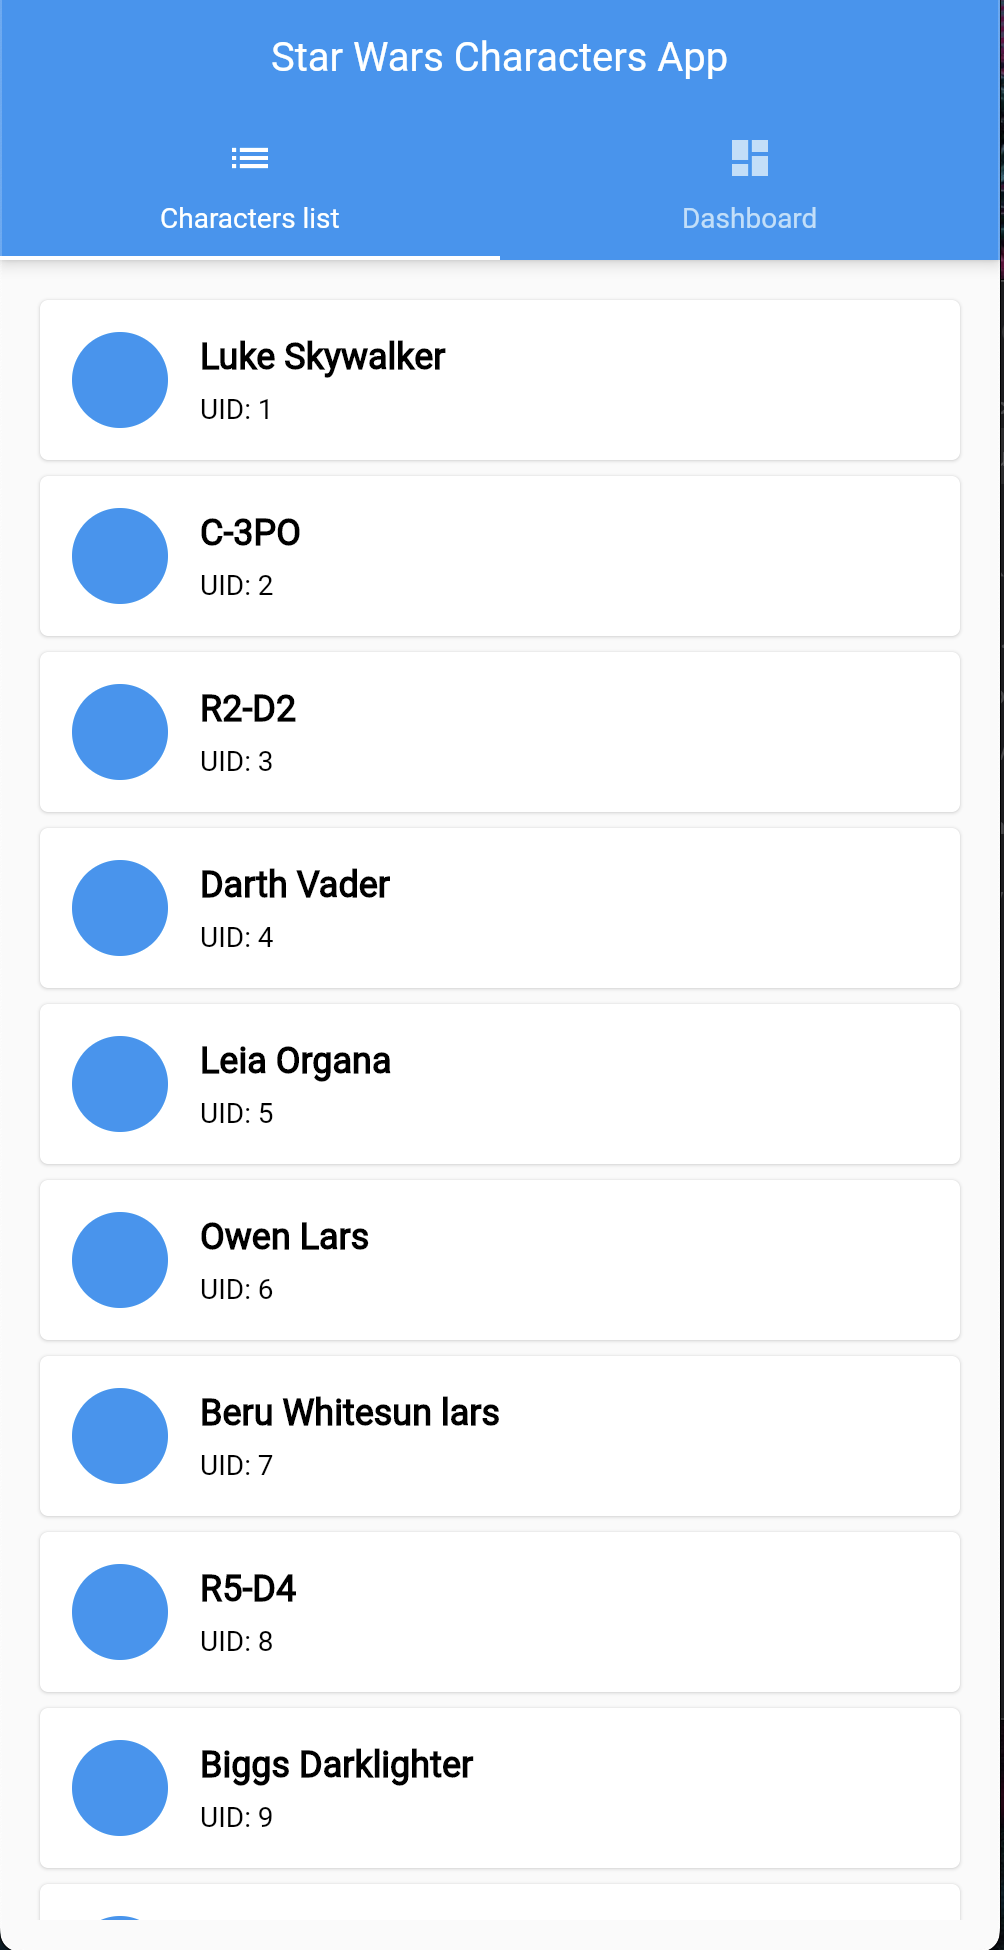 Star Wars Characters App
Characters list
Dashboard
Luke Skywalker
UID: 1
C-3PO
UID: 2
R2-D2
UID: 3
Darth Vader
UID: 4
Leia Organa
UID: 5
Owen Lars
UID: 6
Beru Whitesun lars
UID: 7
R5-D4
UID: 8
Biggs Darklighter
UID: 9